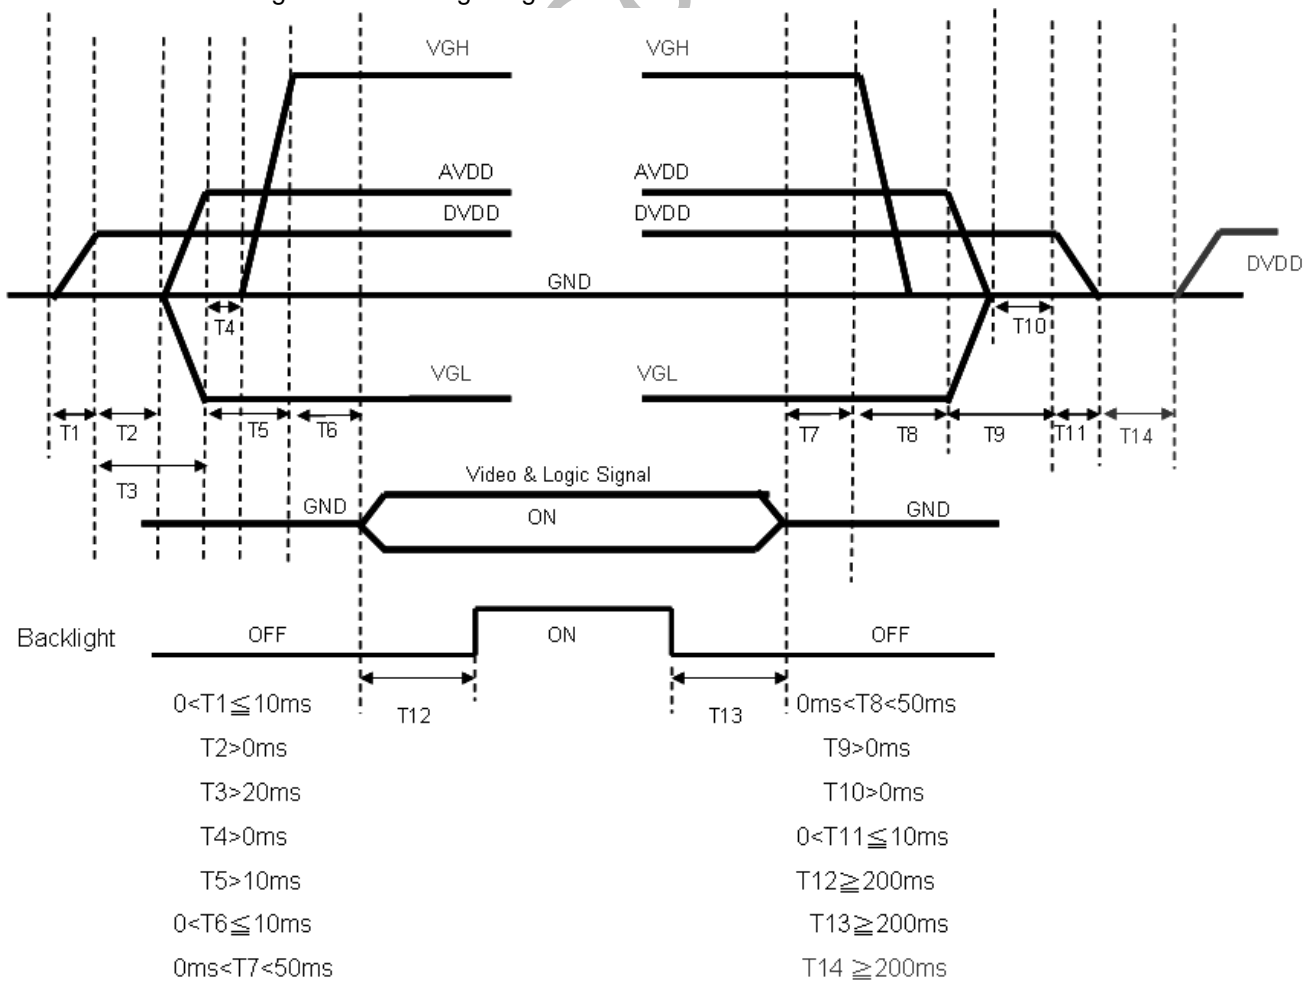 VGH VGH
AVDD AVDD
DVDD DVDD
GND
DVDD
T4 T10
VGL VGL
T1 T2 T5 T6 T7 T8 T9 T11 T14
T3
Video & Logic Signal
GND ON GND
Backlight OFF ON OFF
T12 T13
0<T1≦10ms
T2>0ms
T3>20ms
T4>0ms
T5>10ms
0<T6≦10ms
0ms<T7<50ms
0ms<T8<50ms
T9>0ms
T10>0ms
0<T11≦10ms
T12≧200ms
T13≧200ms
T14 ≧200ms